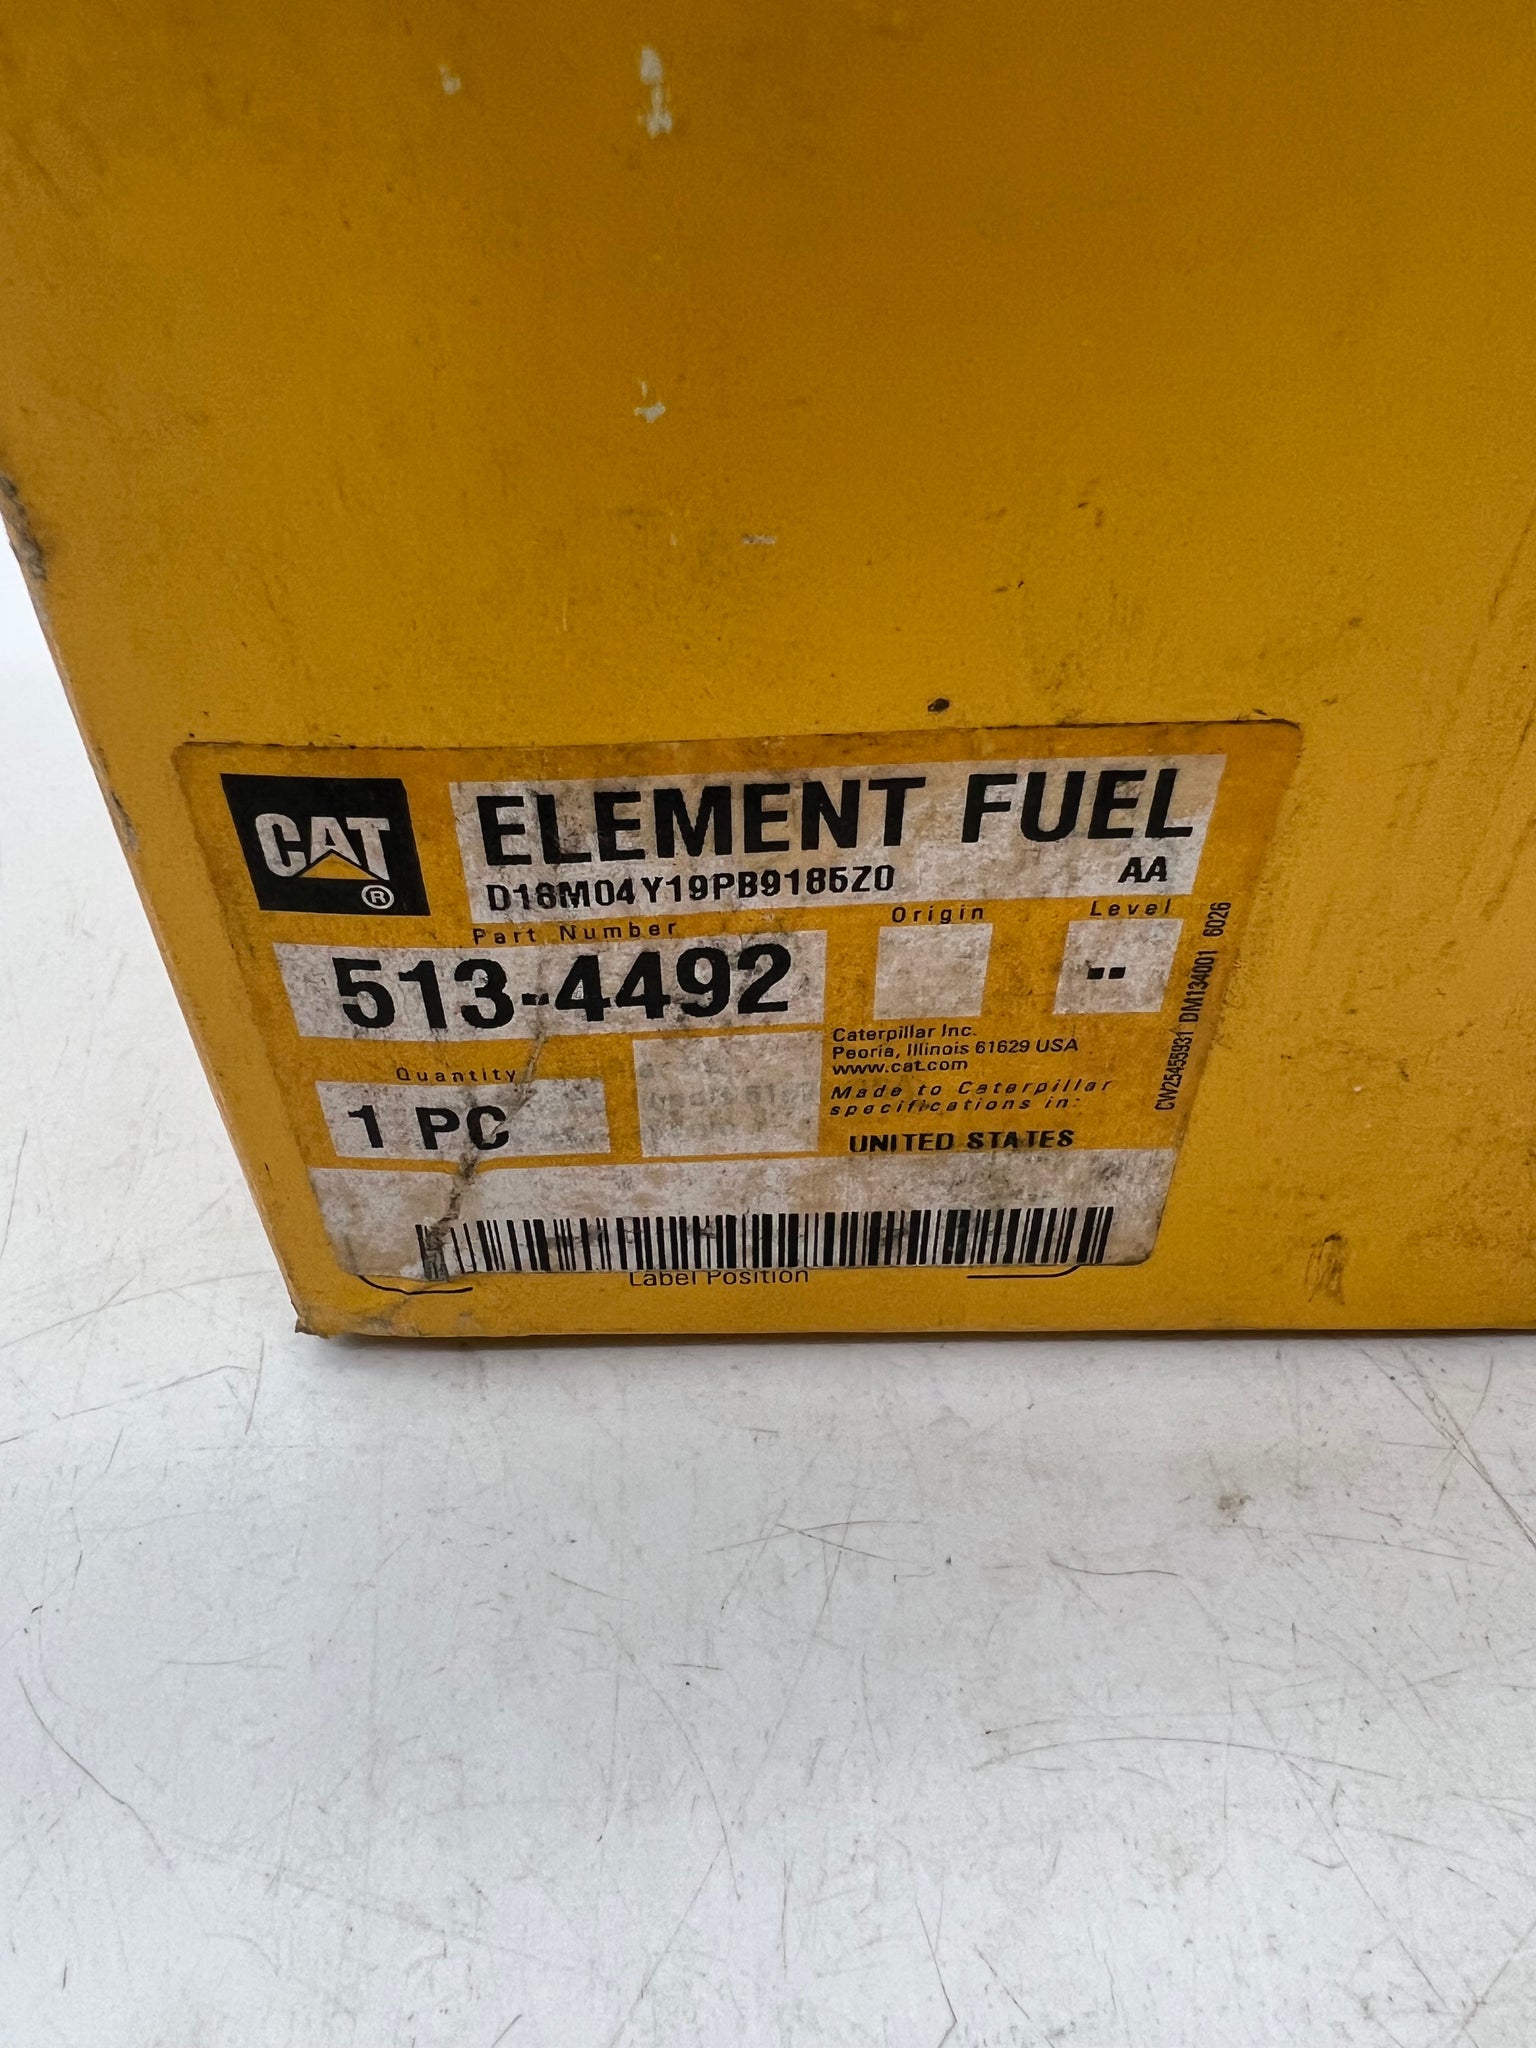 CAT
®
ELEMENT FUEL
D18M04Y19PB9185Z0 AA
Part Number
Origin
Level
513-4492
--
Quantity
1 PC
Caterpillar Inc.
Peoria, Illinois 61629 USA
www.cat.com
Made to Caterpillar
specifications in:
UNITED STATES
CW25455931 DM134001 6026
Label Position